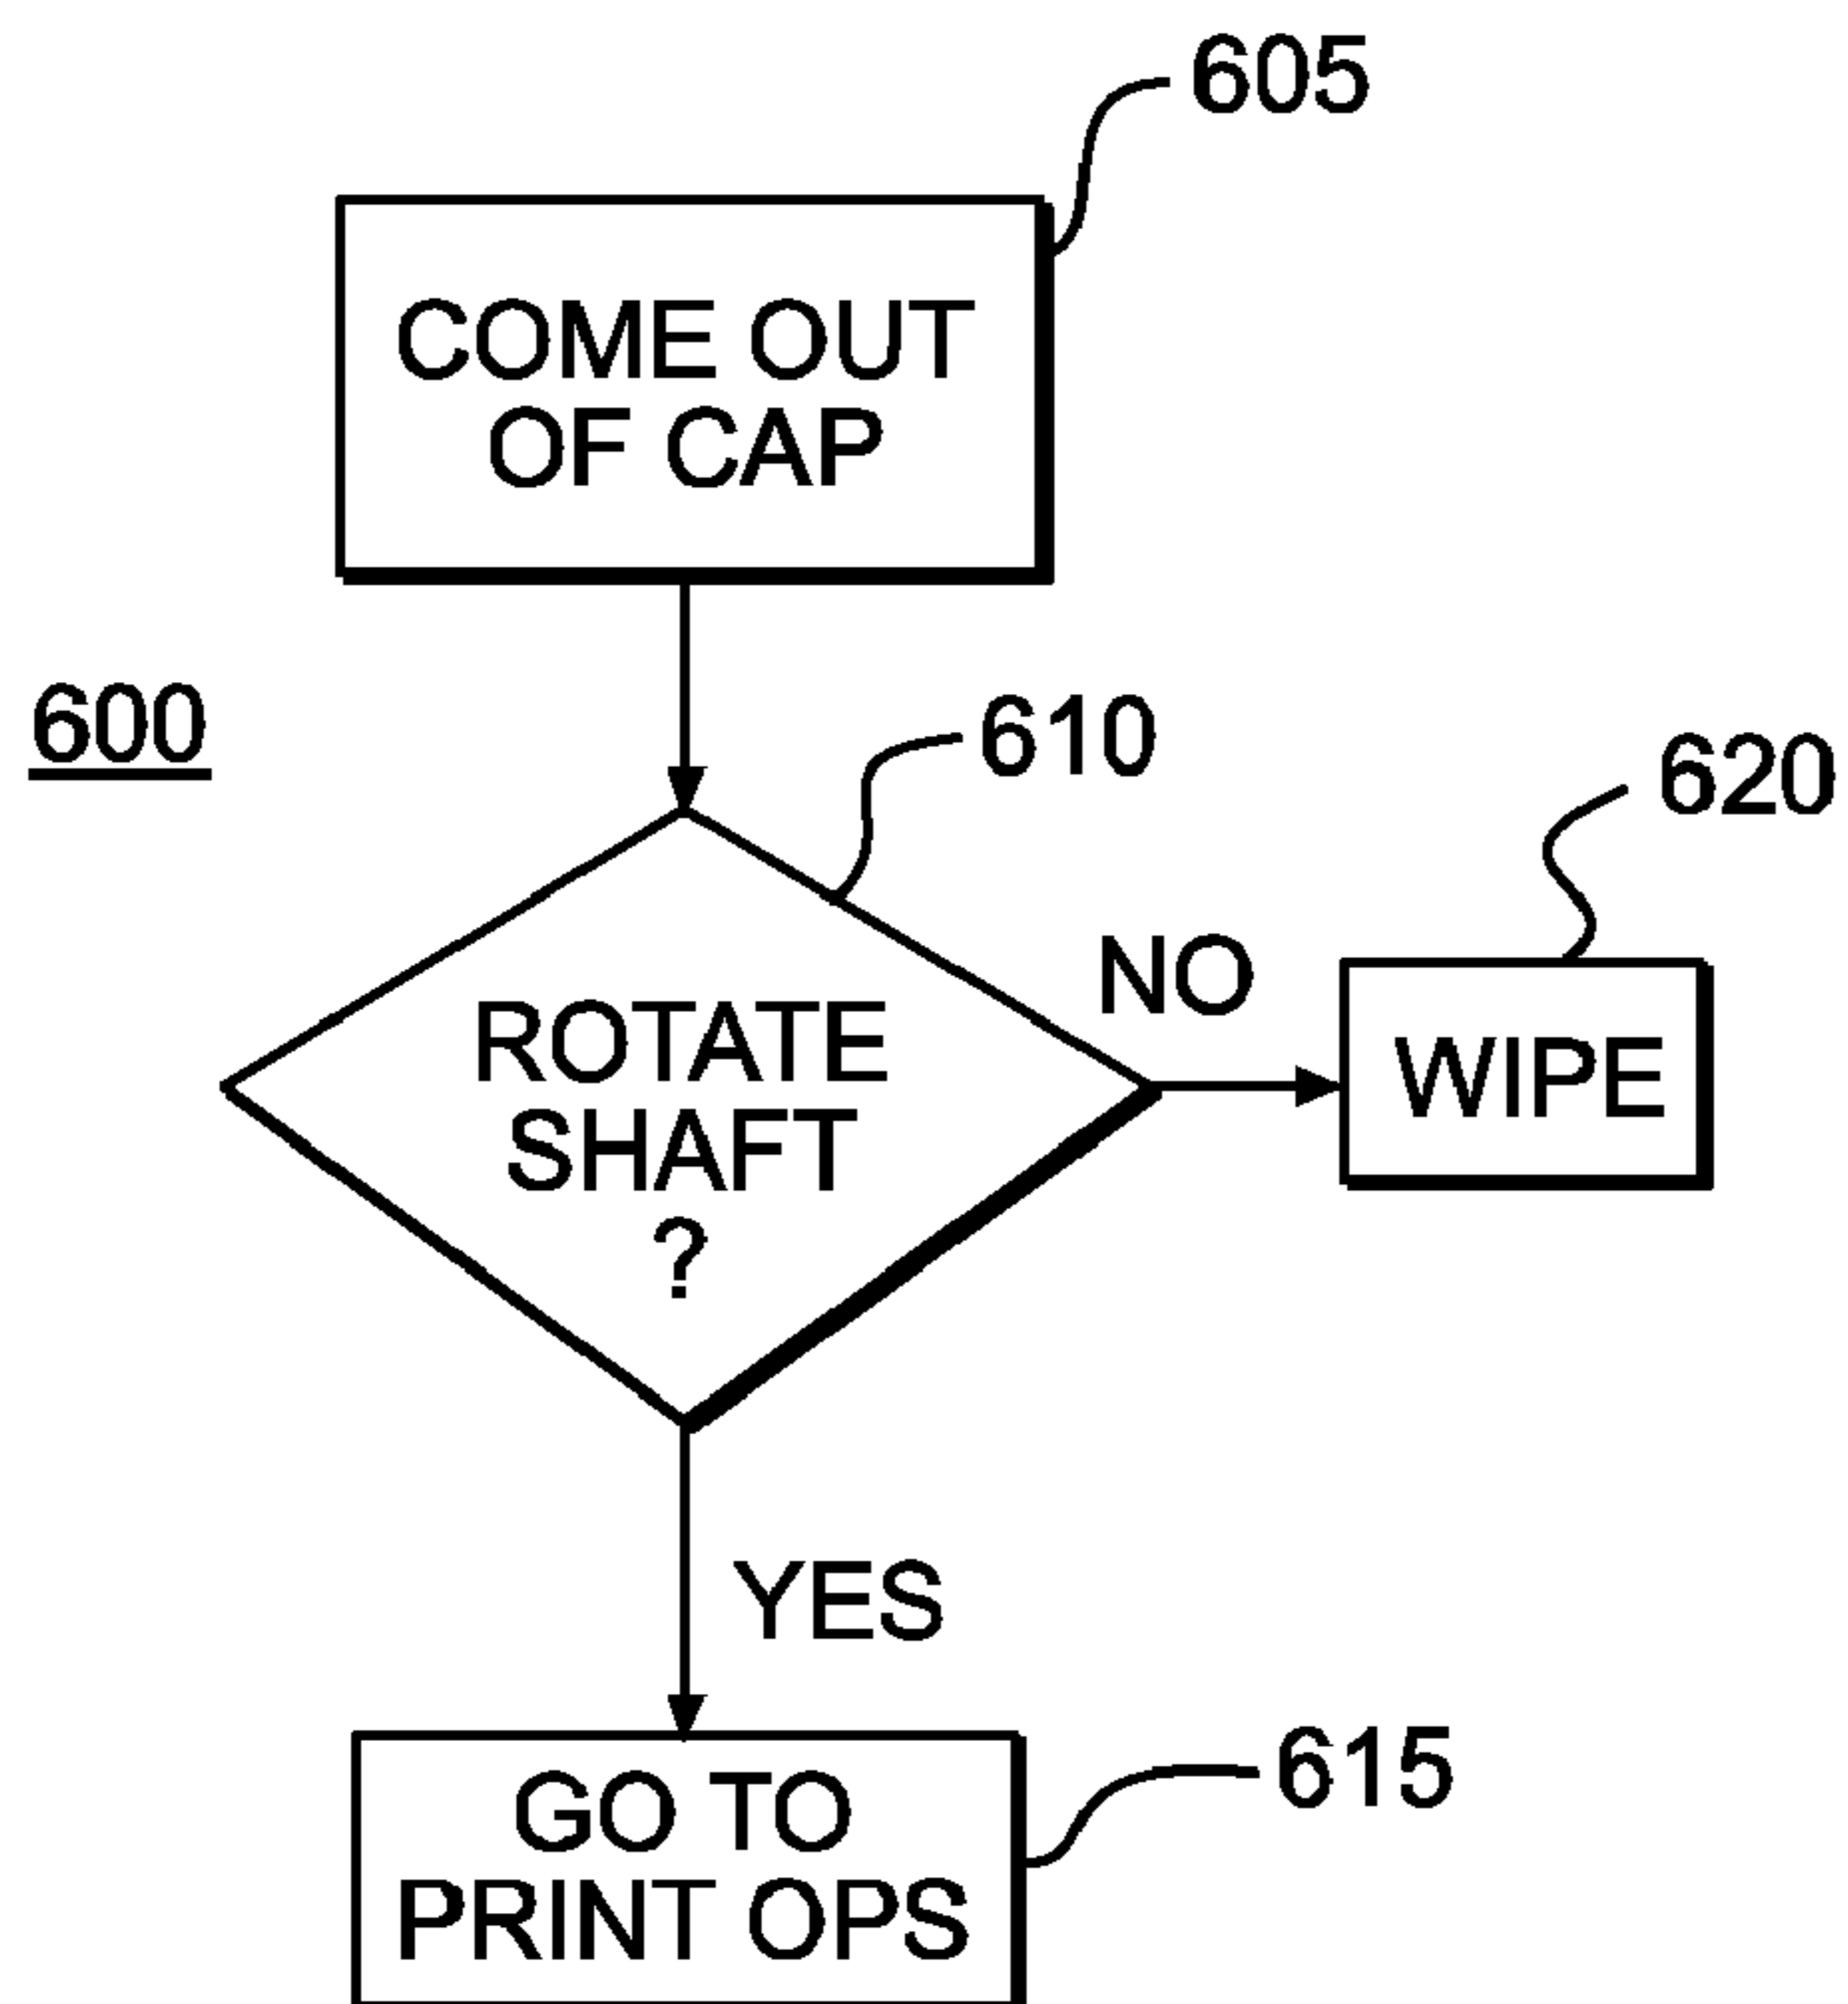 605
COME OUT
OF CAP
600
610
620
NO
ROTATE
SHAFT
?
WIPE
YES
615
GO TO
PRINT OPS